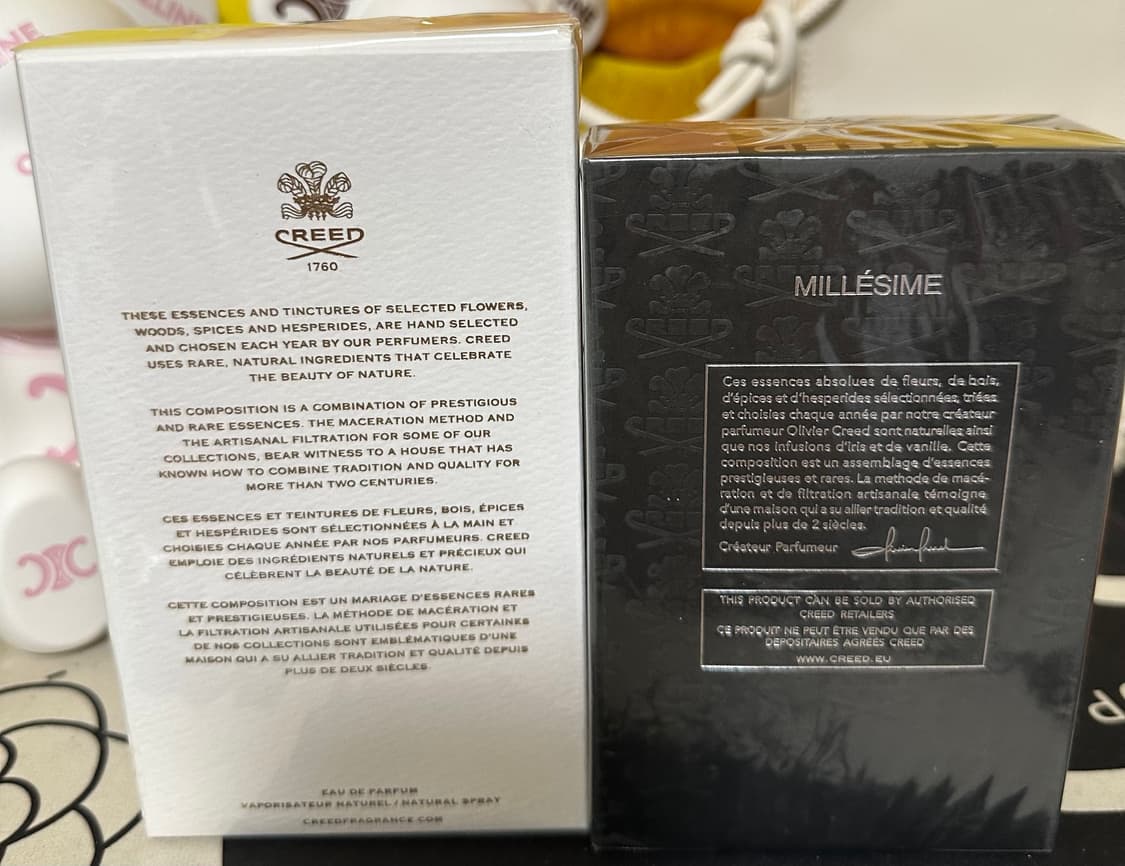 CREED
1760
THESE ESSENCES AND TINCTURES OF SELECTED FLOWERS,
WOODS, SPICES AND HESPERIDES, ARE HAND SELECTED
AND CHOSEN EACH YEAR BY OUR PERFUMERS. CREED
USES RARE, NATURAL INGREDIENTS THAT CELEBRATE
THE BEAUTY OF NATURE.
THIS COMPOSITION IS A COMBINATION OF PRESTIGIOUS
AND RARE ESSENCES. THE MACERATION METHOD AND
THE ARTISANAL FILTRATION FOR SOME OF OUR
COLLECTIONS, BEAR WITNESS TO A HOUSE THAT HAS
KNOWN HOW TO COMBINE TRADITION AND QUALITY FOR
MORE THAN TWO CENTURIES.
CES ESSENCES ET TEINTURES DE FLEURS, BOIS, ÉPICES
ET HESPÉRIDES SONT SÉLECTIONNÉES À LA MAIN ET
CHOISIES CHAQUE ANNÉE PAR NOS PARFUMEURS. CREED
EMPLOIE DES INGRÉDIENTS NATURELS ET PRÉCIEUX QUI
CÉLÈBRENT LA BEAUTÉ DE LA NATURE.
CETTE COMPOSITION EST UN MARIAGE D'ESSENCES RARES
ET PRESTIGIEUSES. LA MÉTHODE DE MACÉRATION ET
LA FILTRATION ARTISANALE UTILISÉES POUR CERTAINES
DE NOS COLLECTIONS SONT EMBLÉMATIQUES D'UNE
MAISON QUI A SU ALLIER TRADITION ET QUALITÉ DEPUIS
PLUS DE DEUX SIÈCLES.
EAU DE PARFUM
VAPORISATEUR NATUREL / NATURAL SPRAY
CREEDFRAGRANCE.COM
MILLÉSIME
Ces essences absolues de fleurs, de bois,
d'épices et d'hesperides sélectionnées, triées
et choisies chaque année par notre créateur
parfumeur Olivier Creed sont naturelles ainsi
que nos infusions d'iris et de vanille. Cette
composition est un assemblage d'essences
prestigieuses et rares. La methode de macé-
ration et de filtration artisanale témoigne
d'une maison qui a su allier tradition et qualité
depuis plus de 2 siècles.
Créateur Parfumeur
THIS PRODUCT CAN BE SOLD BY AUTHORISED
CREED RETAILERS
CE PRODUIT NE PEUT ÊTRE VENDU QUE PAR DES
DEPOSITAIRES AGRÉÉS CREED
WWW.CREED.EU